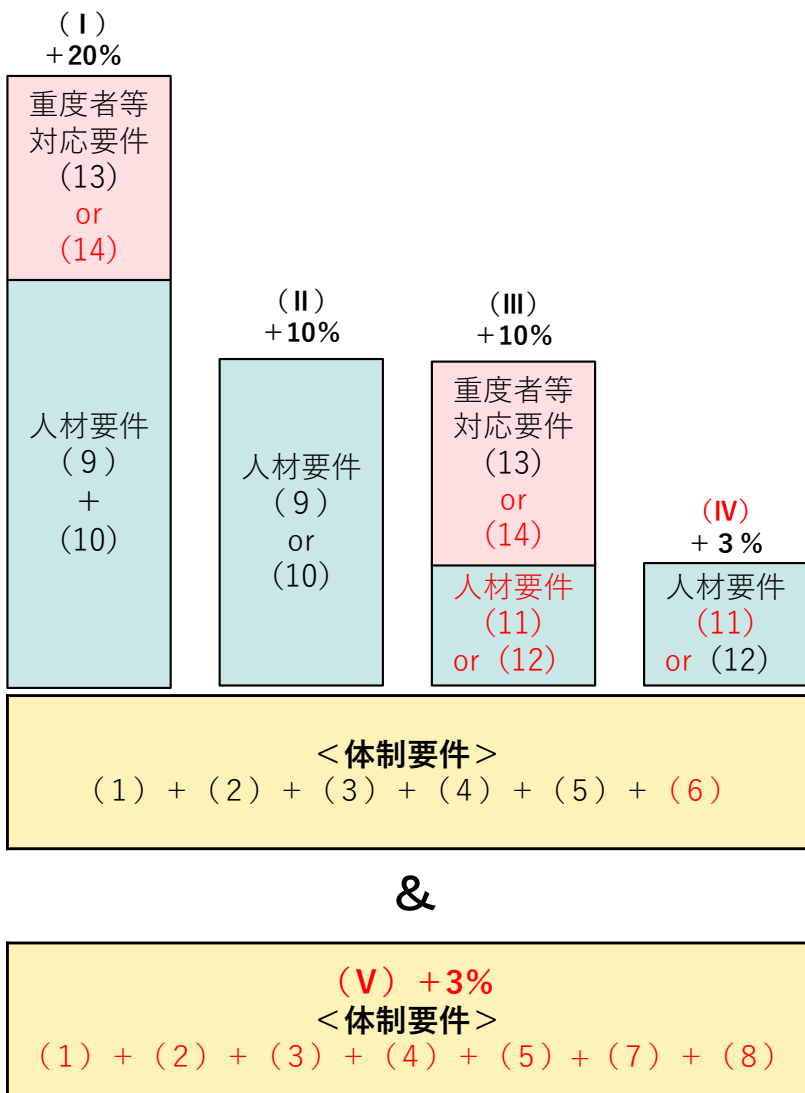 （Ⅰ）
＋20%
重度者等
対応要件
（13）
or
（14）
人材要件
（９）
＋
（10）
（Ⅱ）
＋10%
人材要件
（９）
or
（10）
（Ⅲ）
＋10%
重度者等
対応要件
（13）
or
（14）
人材要件
（11）
or（12）
（Ⅳ）
＋３%
人材要件
（11）
or（12）
＜体制要件＞
（1）＋（2）＋（3）＋（4）＋（5）＋（6）
&
（Ⅴ）＋3%
＜体制要件＞
（1）＋（2）＋（3）＋（4）＋（5）＋（7）＋（8）